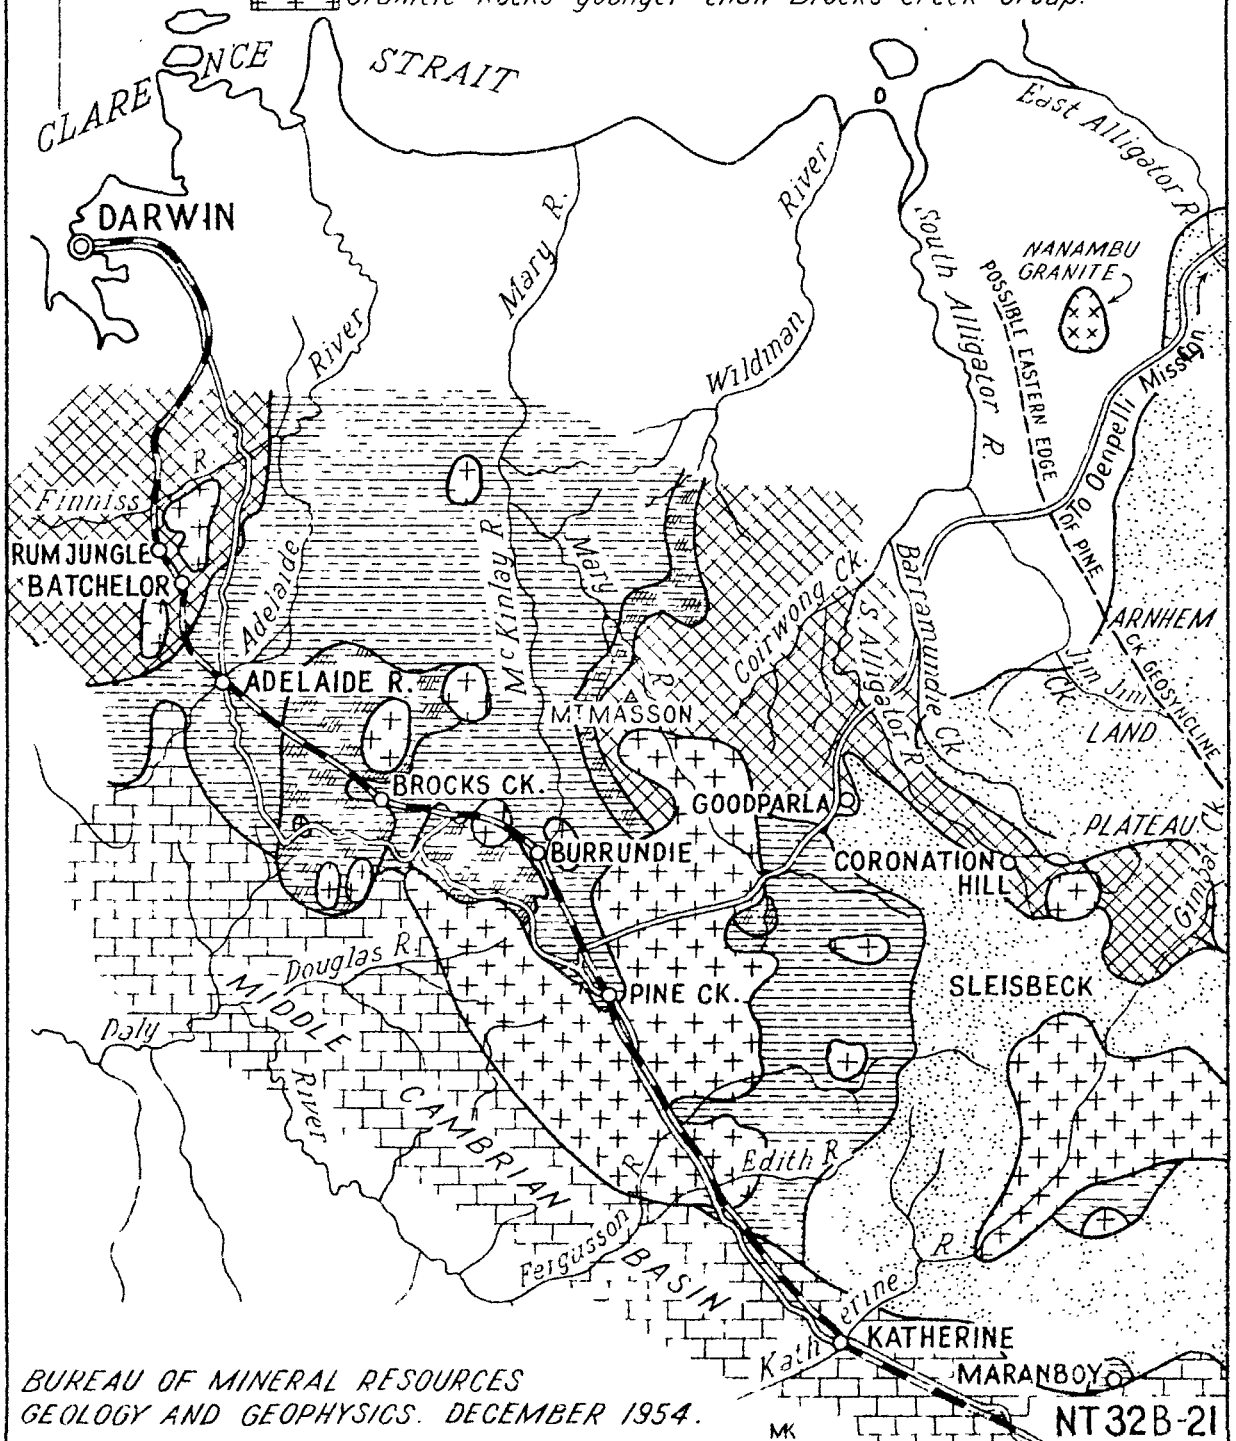 Granitic Rocks younger than Brocks Creek Group.
CLARENCE STRAIT
East Alligator R.
DARWIN
River
Mary R.
River
Wildman
South Alligator R.
NANAMBU
GRANITE
POSSIBLE EASTERN EDGE
OF PINE
CK GEOSYNCLINE
To Oenpelli Mission
R.
Finniss
RUM JUNGLE
BATCHELOR
Adelaide
McKinlay R
Mary
R.
Coirwong Ck.
S. Alligator R
Barramundie Ck
ARNHEM
Jim Jim
CK.
LAND
PLATEAU
ADELAIDE R.
MT MASSON
BROCKS CK.
GOODPARLA
BURRUNDIE
CORONATION
HILL
Gimbat Ck
Douglas R.
PINE CK.
SLEISBECK
Daly
River
MIDDLE
CAMBRIAN
BASIN
Edith R
Fergusson R
R
Katherine
KATHERINE
MARANBOY
BUREAU OF MINERAL RESOURCES
GEOLOGY AND GEOPHYSICS. DECEMBER 1954.
MK
NT32B-21